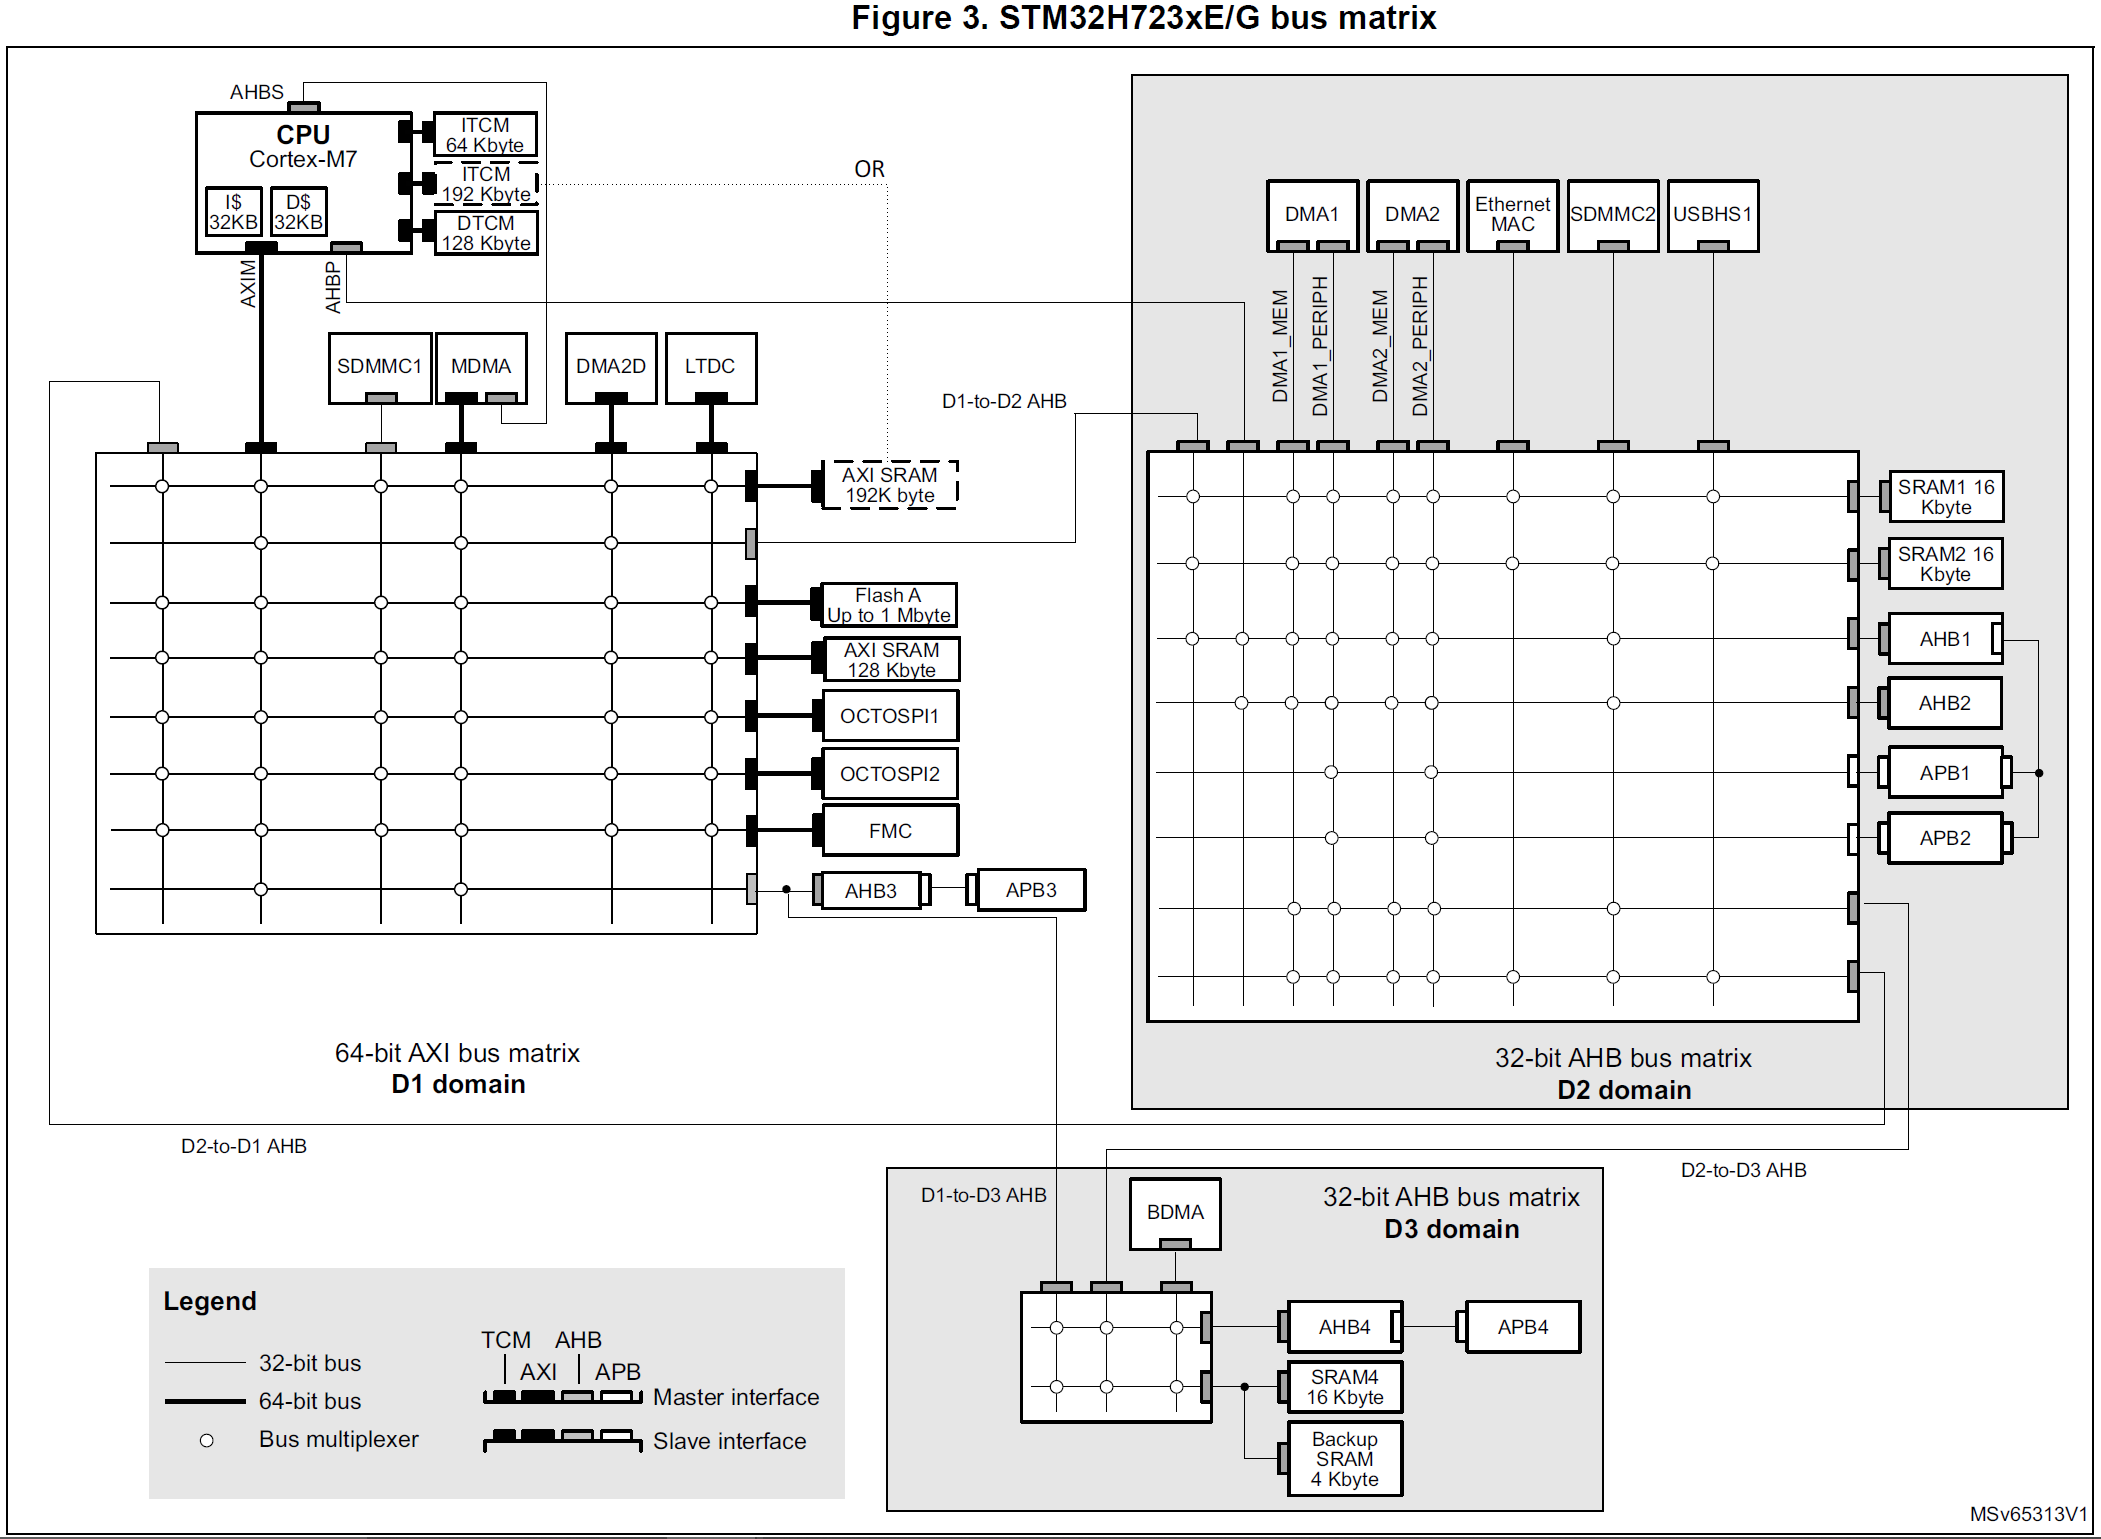 Figure 3. STM32H723xE/G bus matrix
AHBS
CPU
Cortex-M7
I$
32KB
D$
32KB
ITCM
64 Kbyte
ITCM
192 Kbyte
DTCM
128 Kbyte
OR
AXIM
AHBP
SDMMC1
MDMA
DMA2D
LTDC
D1-to-D2 AHB
AXI SRAM
192K byte
Flash A
Up to 1 Mbyte
AXI SRAM
128 Kbyte
OCTOSPI1
OCTOSPI2
FMC
AHB3
APB3
64-bit AXI bus matrix
D1 domain
DMA1
DMA2
Ethernet
MAC
SDMMC2
USBHS1
DMA1_MEM
DMA1_PERIPH
DMA2_MEM
DMA2_PERIPH
SRAM1 16
Kbyte
SRAM2 16
Kbyte
AHB1
AHB2
APB1
APB2
32-bit AHB bus matrix
D2 domain
D2-to-D1 AHB
D2-to-D3 AHB
D1-to-D3 AHB
BDMA
32-bit AHB bus matrix
D3 domain
AHB4
APB4
SRAM4
16 Kbyte
Backup
SRAM
4 Kbyte
Legend
32-bit bus
64-bit bus
Bus multiplexer
TCM
AHB
AXI
APB
Master interface
Slave interface
MSv65313V1